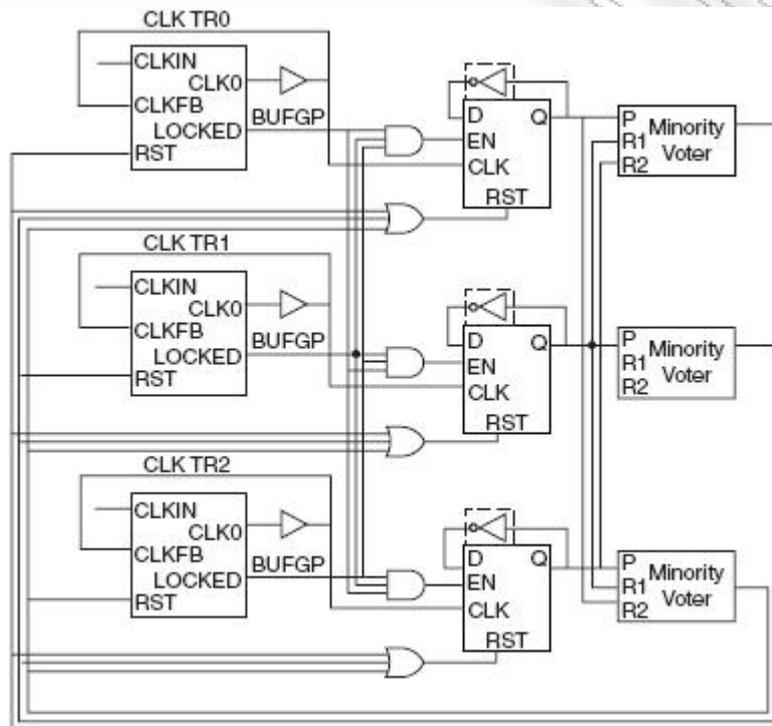 CLK TR0
CLKIN
CLK0
CLKFB
BUFGP
LOCKED
RST
D Q
EN
CLK
RST
P Minority
R1 Voter
R2
CLK TR1
CLKIN
CLK0
CLKFB
BUFGP
LOCKED
RST
D Q
EN
CLK
RST
P Minority
R1 Voter
R2
CLK TR2
CLKIN
CLK0
CLKFB
BUFGP
LOCKED
RST
D Q
EN
CLK
RST
P Minority
R1 Voter
R2